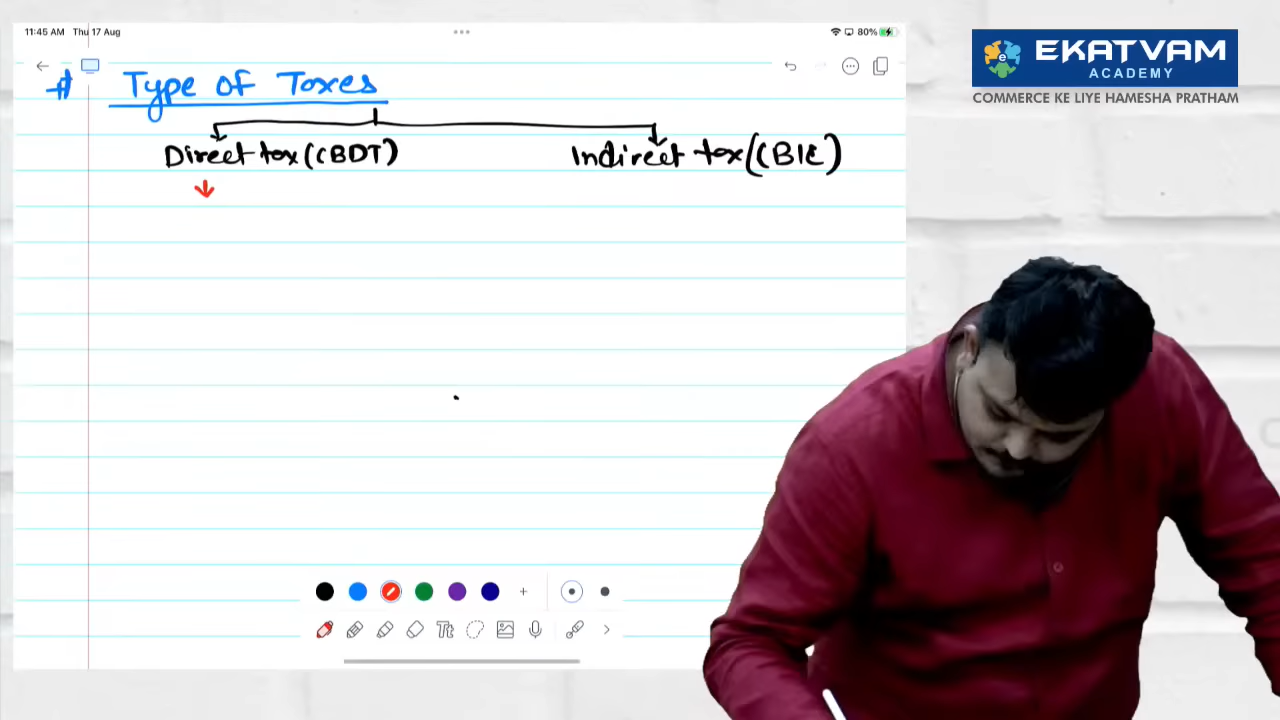 11:45 AM Thu 17 Aug
80%
EKATVAM
ACADEMY
COMMERCE KE LIYE HAMESHA PRATHAM
# Type of Taxes
Direct tax (CBDT) Indirect tax (CBIC)
Tt